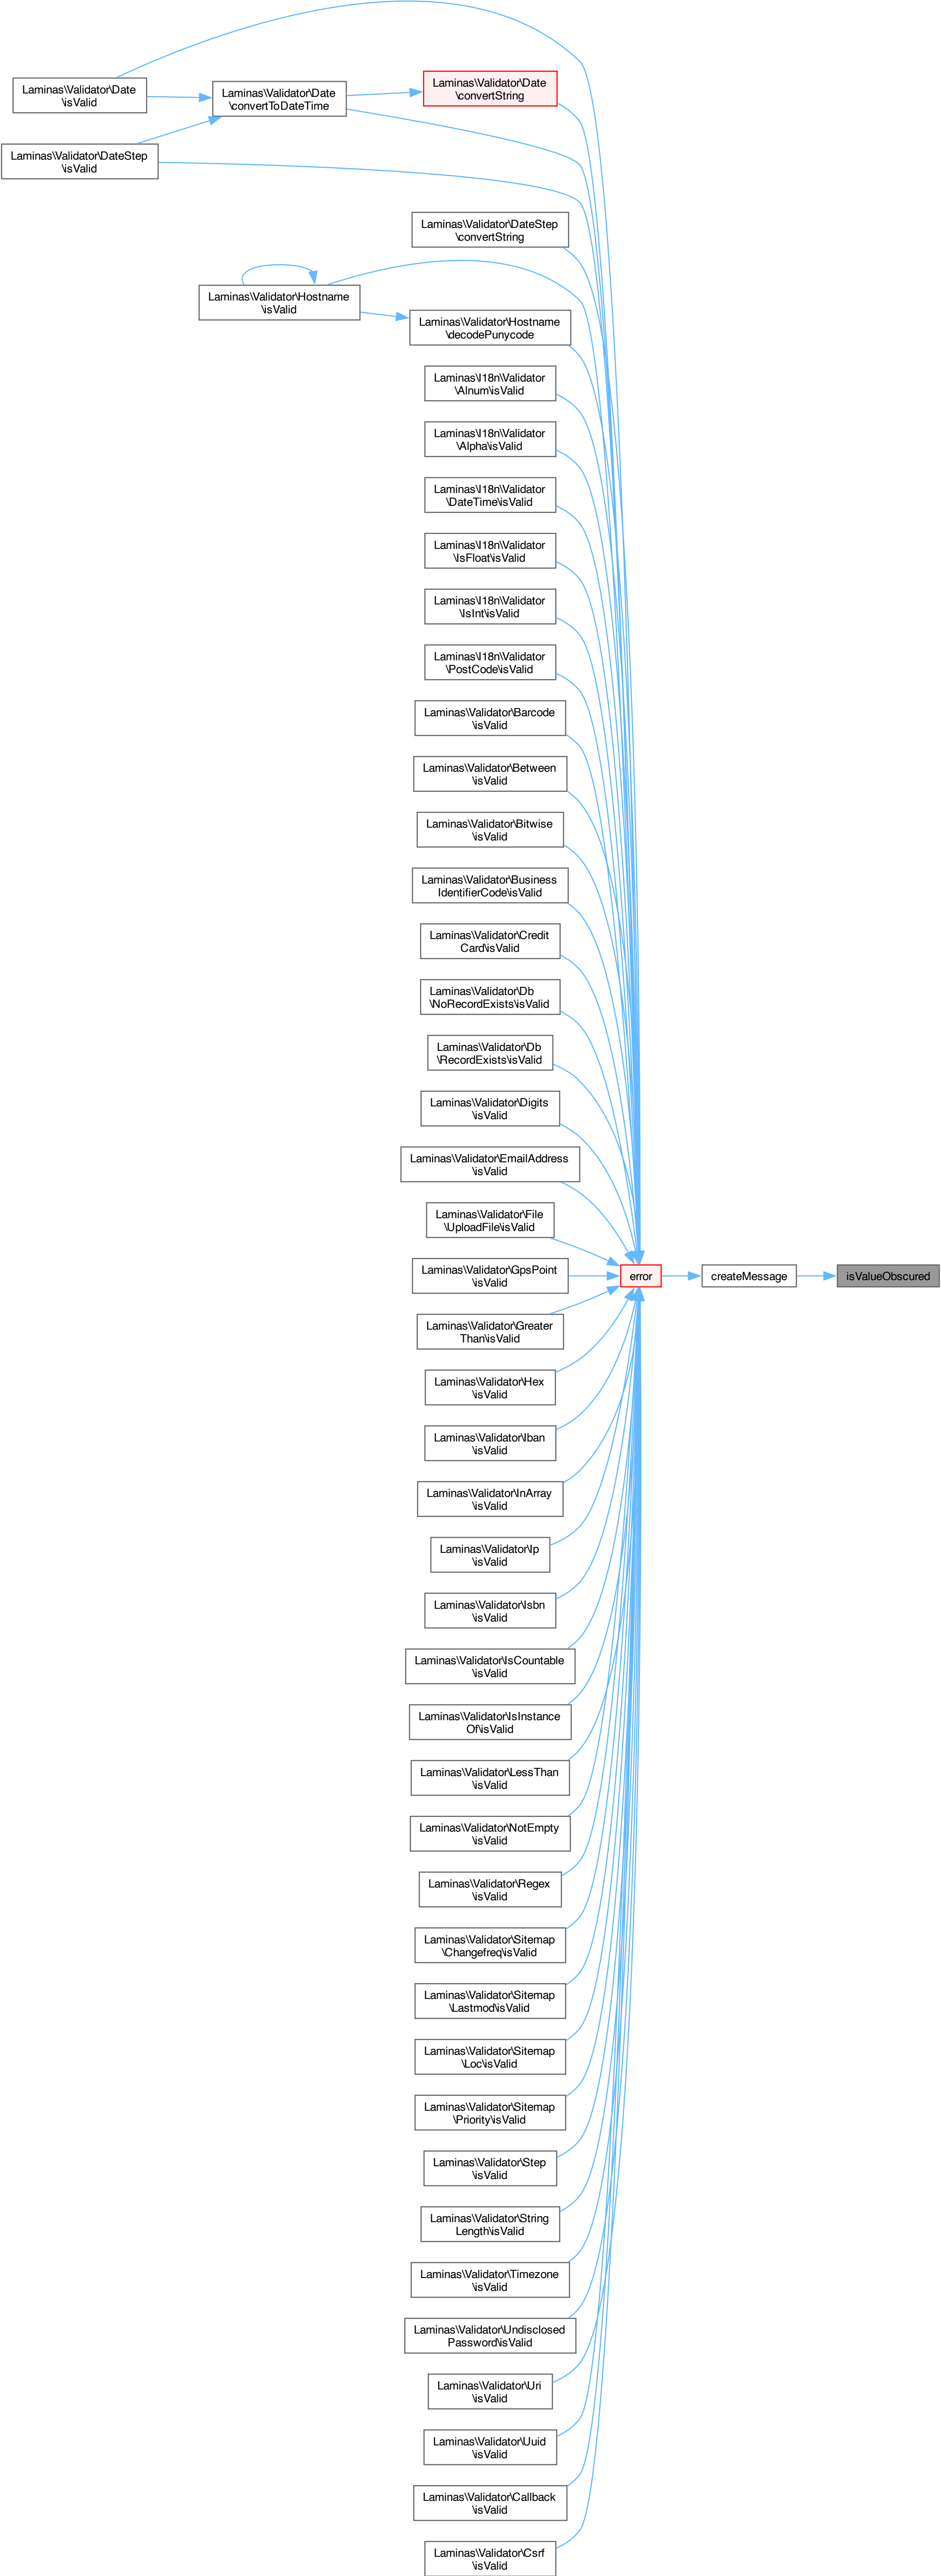 Laminas\Validator\Date
\isValid
Laminas\Validator\Date
\convertToDateTime
Laminas\Validator\Date
\convertString
Laminas\Validator\DateStep
\isValid
Laminas\Validator\DateStep
\convertString
Laminas\Validator\Hostname
\isValid
Laminas\Validator\Hostname
\decodePunycode
Laminas\I18n\Validator
\Alnum\isValid
Laminas\I18n\Validator
\Alpha\isValid
Laminas\I18n\Validator
\DateTime\isValid
Laminas\I18n\Validator
\IsFloat\isValid
Laminas\I18n\Validator
\IsInt\isValid
Laminas\I18n\Validator
\PostCode\isValid
Laminas\Validator\Barcode
\isValid
Laminas\Validator\Between
\isValid
Laminas\Validator\Bitwise
\isValid
Laminas\Validator\Business
IdentifierCode\isValid
Laminas\Validator\Credit
Card\isValid
Laminas\Validator\Db
\NoRecordExists\isValid
Laminas\Validator\Db
\RecordExists\isValid
Laminas\Validator\Digits
\isValid
Laminas\Validator\EmailAddress
\isValid
Laminas\Validator\File
\UploadFile\isValid
Laminas\Validator\GpsPoint
\isValid
error
createMessage
isValueObscured
Laminas\Validator\Greater
Than\isValid
Laminas\Validator\Hex
\isValid
Laminas\Validator\Iban
\isValid
Laminas\Validator\InArray
\isValid
Laminas\Validator\Ip
\isValid
Laminas\Validator\Isbn
\isValid
Laminas\Validator\IsCountable
\isValid
Laminas\Validator\IsInstance
Of\isValid
Laminas\Validator\LessThan
\isValid
Laminas\Validator\NotEmpty
\isValid
Laminas\Validator\Regex
\isValid
Laminas\Validator\Sitemap
\Changefreq\isValid
Laminas\Validator\Sitemap
\Lastmod\isValid
Laminas\Validator\Sitemap
\Loc\isValid
Laminas\Validator\Sitemap
\Priority\isValid
Laminas\Validator\Step
\isValid
Laminas\Validator\String
Length\isValid
Laminas\Validator\Timezone
\isValid
Laminas\Validator\Undisclosed
Password\isValid
Laminas\Validator\Uri
\isValid
Laminas\Validator\Uuid
\isValid
Laminas\Validator\Callback
\isValid
Laminas\Validator\Csrf
\isValid